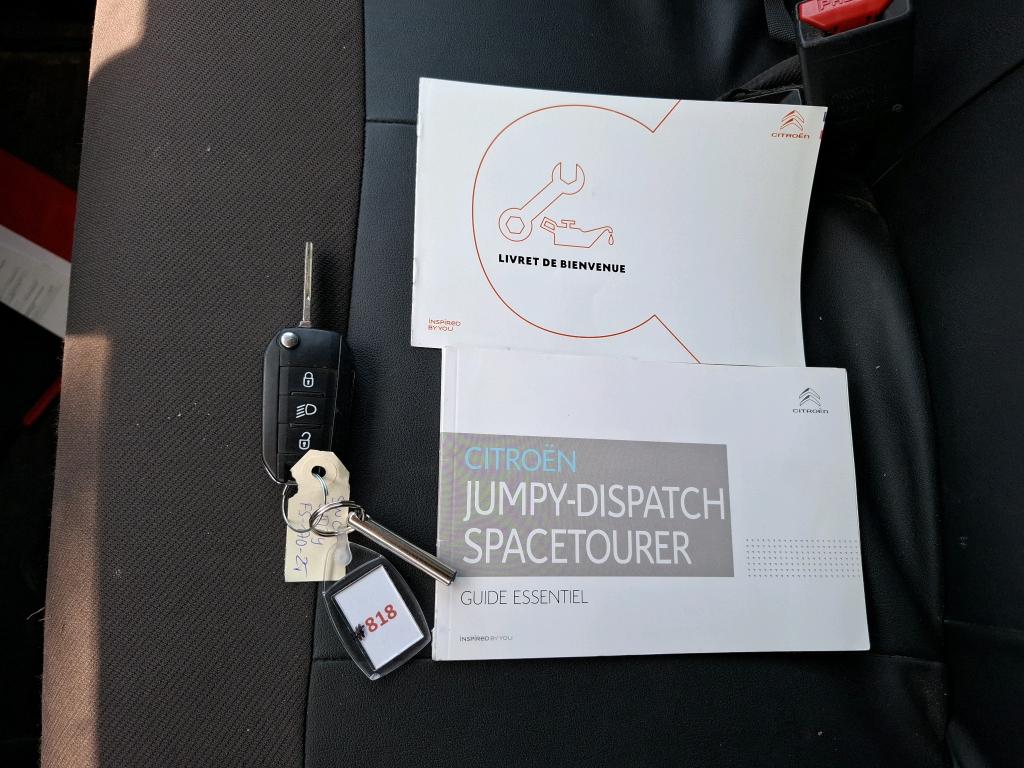 CITROËN
LIVRET DE BIENVENUE
INSPIRED
BY YOU
CITROËN
CITROËN
JUMPY-DISPATCH
SPACETOURER
GUIDE ESSENTIEL
INSPIRED BY YOU
#818